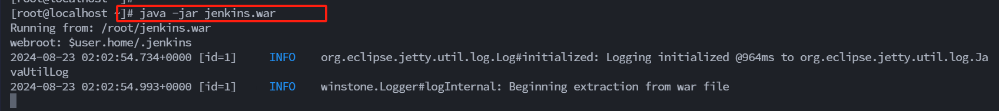 [root@localhost ~]#
[root@localhost ~]# java -jar jenkins.war
Running from: /root/jenkins.war
webroot: $user.home/.jenkins
2024-08-23 02:02:54.734+0000 [id=1]     INFO    org.eclipse.jetty.util.log.Log#initialized: Logging initialized @964ms to org.eclipse.jetty.util.log.Ja
vaUtilLog
2024-08-23 02:02:54.993+0000 [id=1]     INFO    winstone.Logger#logInternal: Beginning extraction from war file